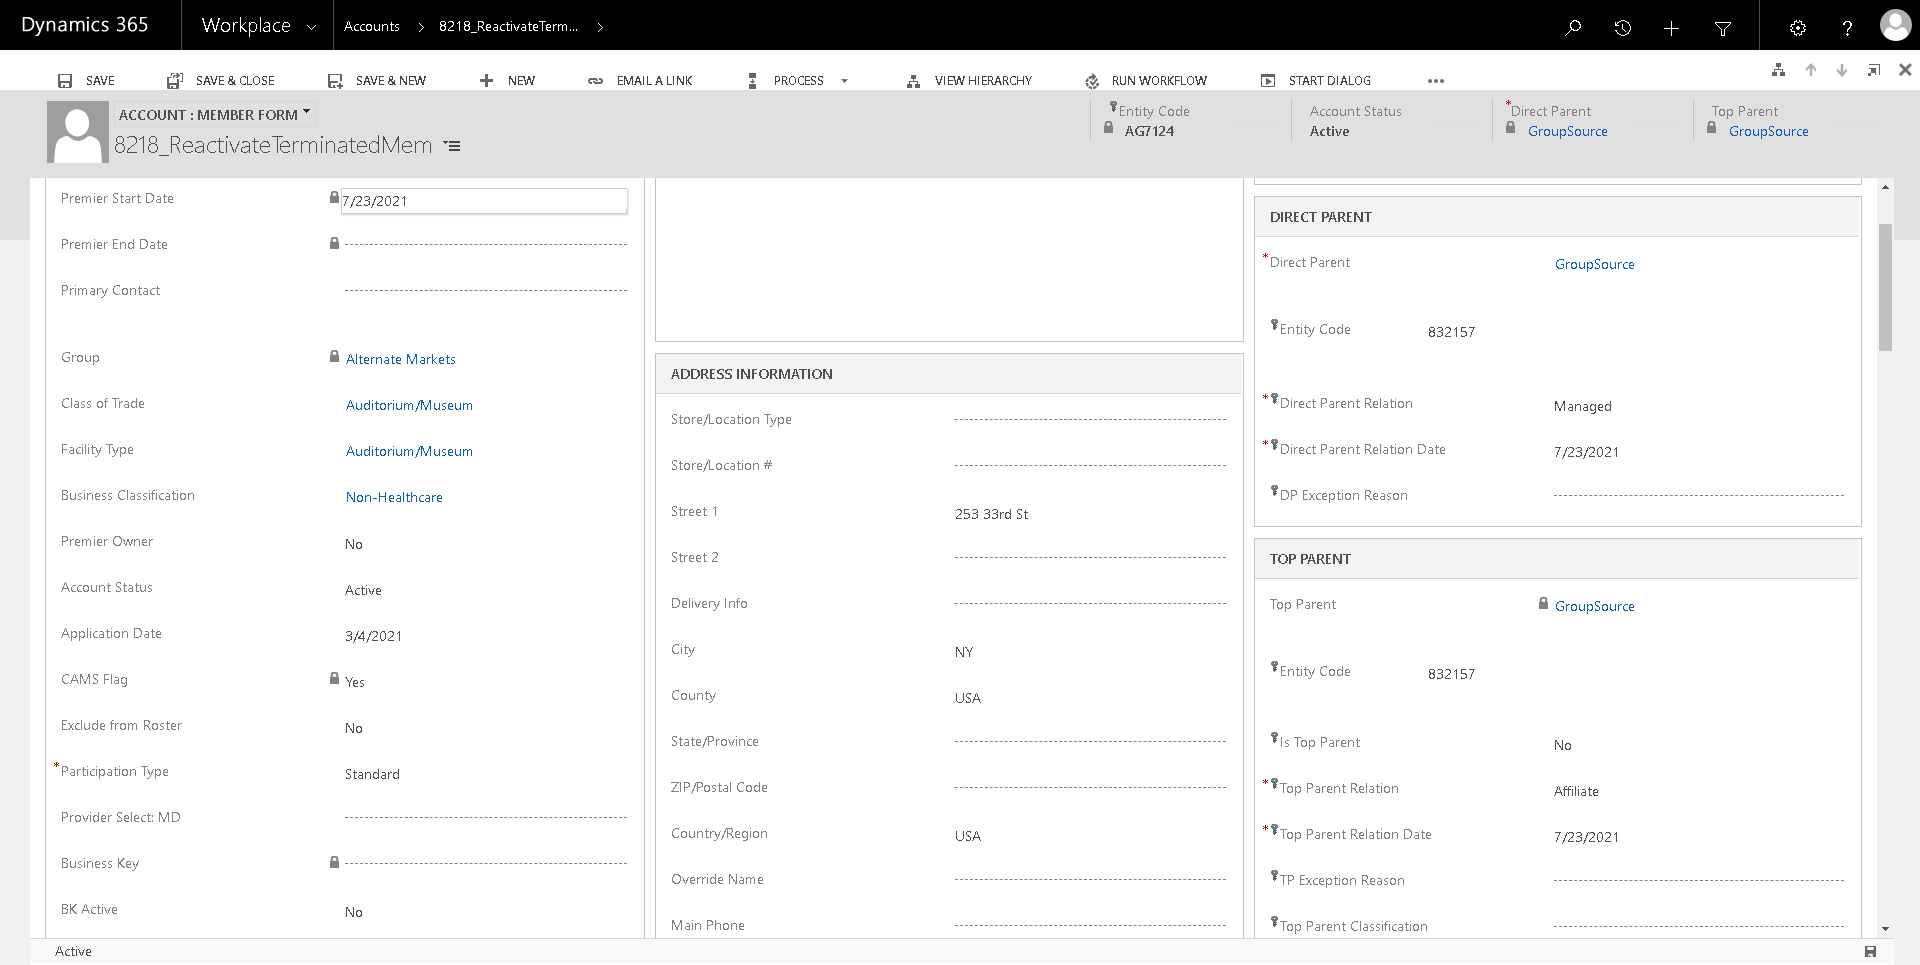 Dynamics 365 Workplace Accounts > 8218_ReactivateTerm... >
?
SAVE SAVE & CLOSE SAVE & NEW NEW EMAIL A LINK PROCESS VIEW HIERARCHY RUN WORKFLOW START DIALOG ...
ACCOUNT : MEMBER FORM
8218_ReactivateTerminatedMem
Entity Code
AG7124
Account Status
Active
*Direct Parent
GroupSource
Top Parent
GroupSource
Premier Start Date 7/23/2021
Premier End Date
Primary Contact
Group Alternate Markets
Class of Trade Auditorium/Museum
Facility Type Auditorium/Museum
Business Classification Non-Healthcare
Premier Owner No
Account Status Active
Application Date 3/4/2021
CAMS Flag Yes
Exclude from Roster No
*Participation Type Standard
Provider Select: MD
Business Key
BK Active No
ADDRESS INFORMATION
Store/Location Type
Store/Location #
Street 1 253 33rd St
Street 2
Delivery Info
City NY
County USA
State/Province
ZIP/Postal Code
Country/Region USA
Override Name
Main Phone
DIRECT PARENT
*Direct Parent GroupSource
Entity Code 832157
*Direct Parent Relation Managed
*Direct Parent Relation Date 7/23/2021
DP Exception Reason
TOP PARENT
Top Parent GroupSource
Entity Code 832157
Is Top Parent No
*Top Parent Relation Affiliate
*Top Parent Relation Date 7/23/2021
TP Exception Reason
Top Parent Classification
Active